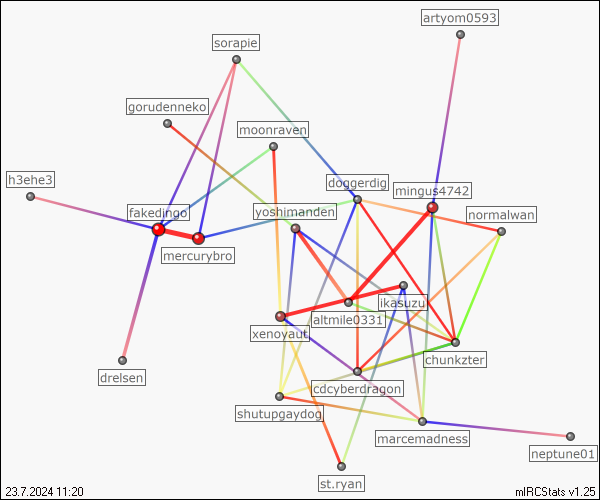 artyom0593
sorapie
gorudenneko
moonraven
h3ehe3
doggerdig
mingus4742
fakedingo
yoshimanden
normalwan
mercurybro
ikasuzu
altmile0331
xenoyaut
chunkzter
drelsen
cdcyberdragon
shutupgaydog
marcemadness
neptune01
st.ryan
23.7.2024 11:20
mIRCStats v1.25